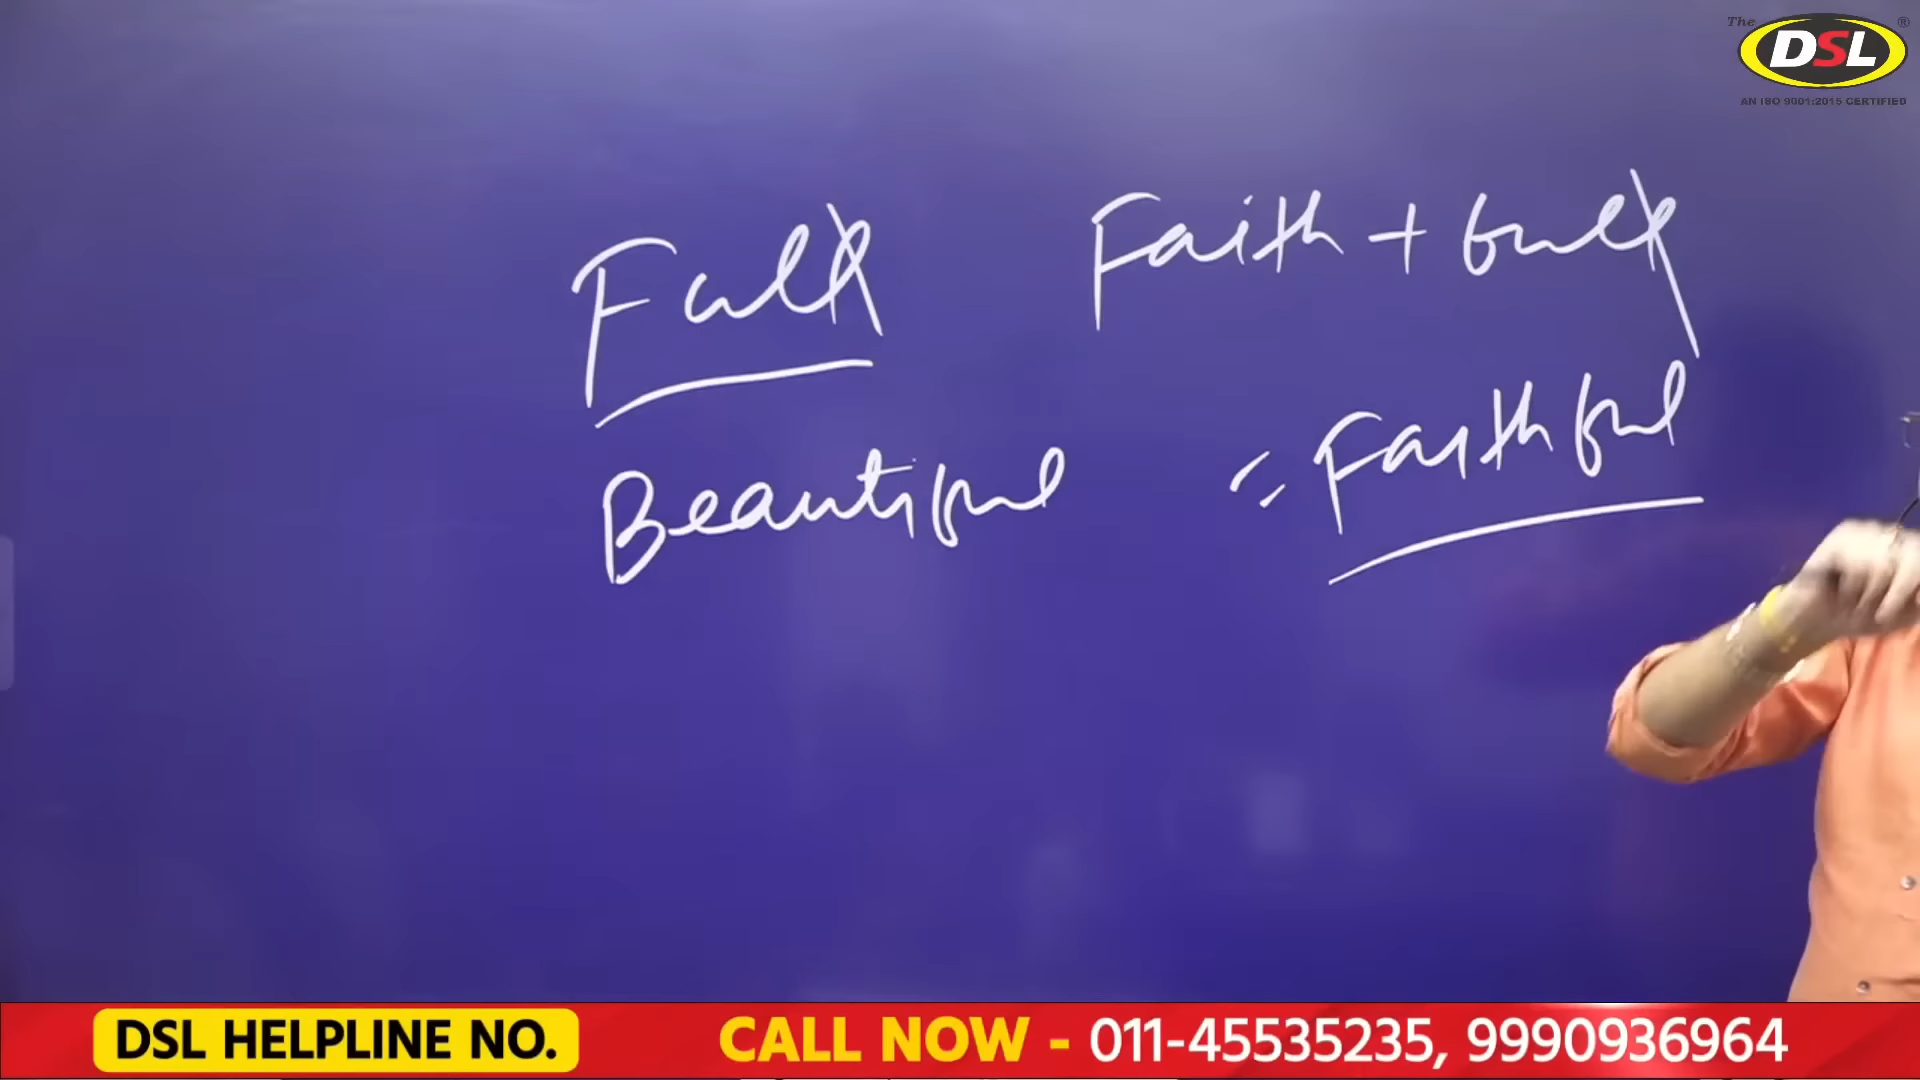 The DSL ®
AN ISO 9001:2015 CERTIFIED
Full
Faith + full
Beautiful
= Faithful
DSL HELPLINE NO.
CALL NOW - 011-45535235, 9990936964